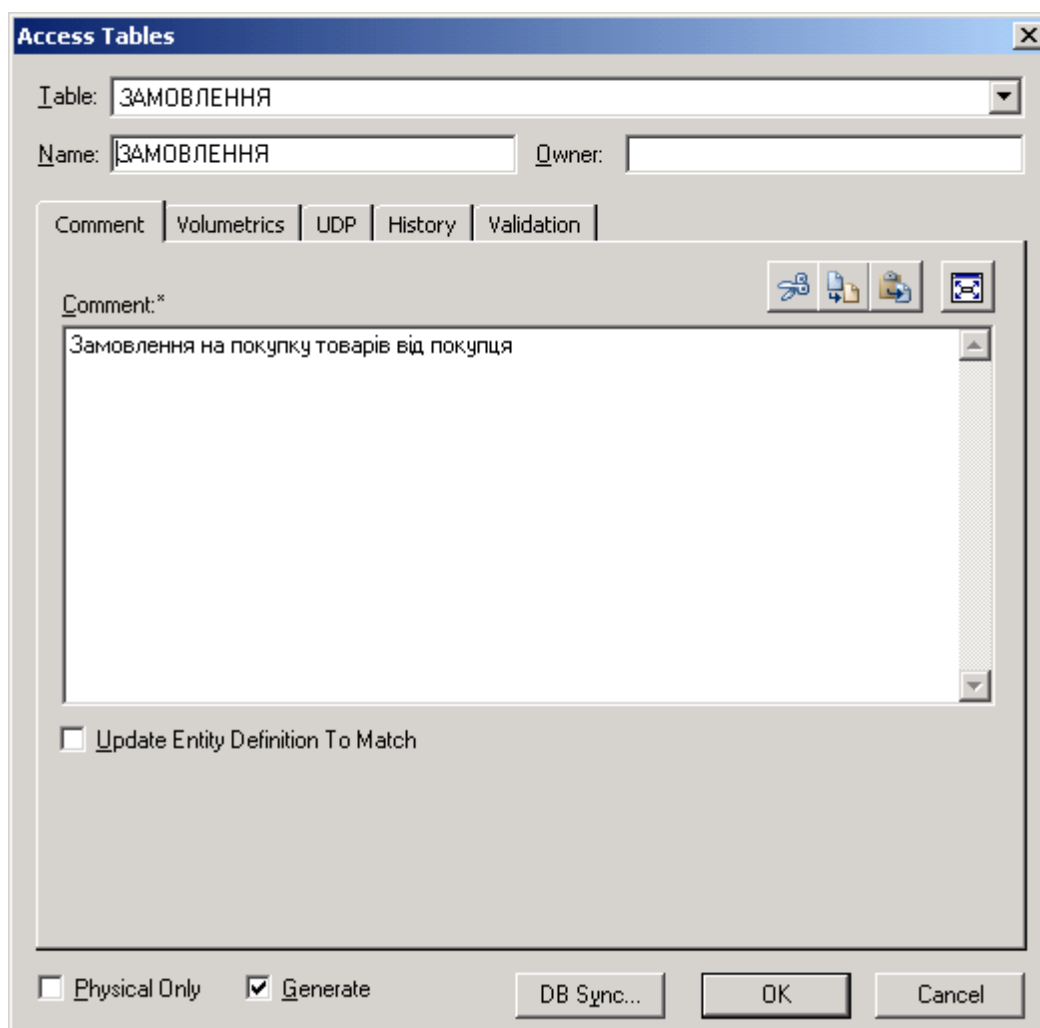 Access Tables
Table: ЗАМОВЛЕННЯ
Name: ЗАМОВЛЕННЯ Owner:
Comment Volumetrics UDP History Validation
Comment:*
Замовлення на покупку товарів від покупця
Update Entity Definition To Match
Physical Only Generate DB Sync... OK Cancel